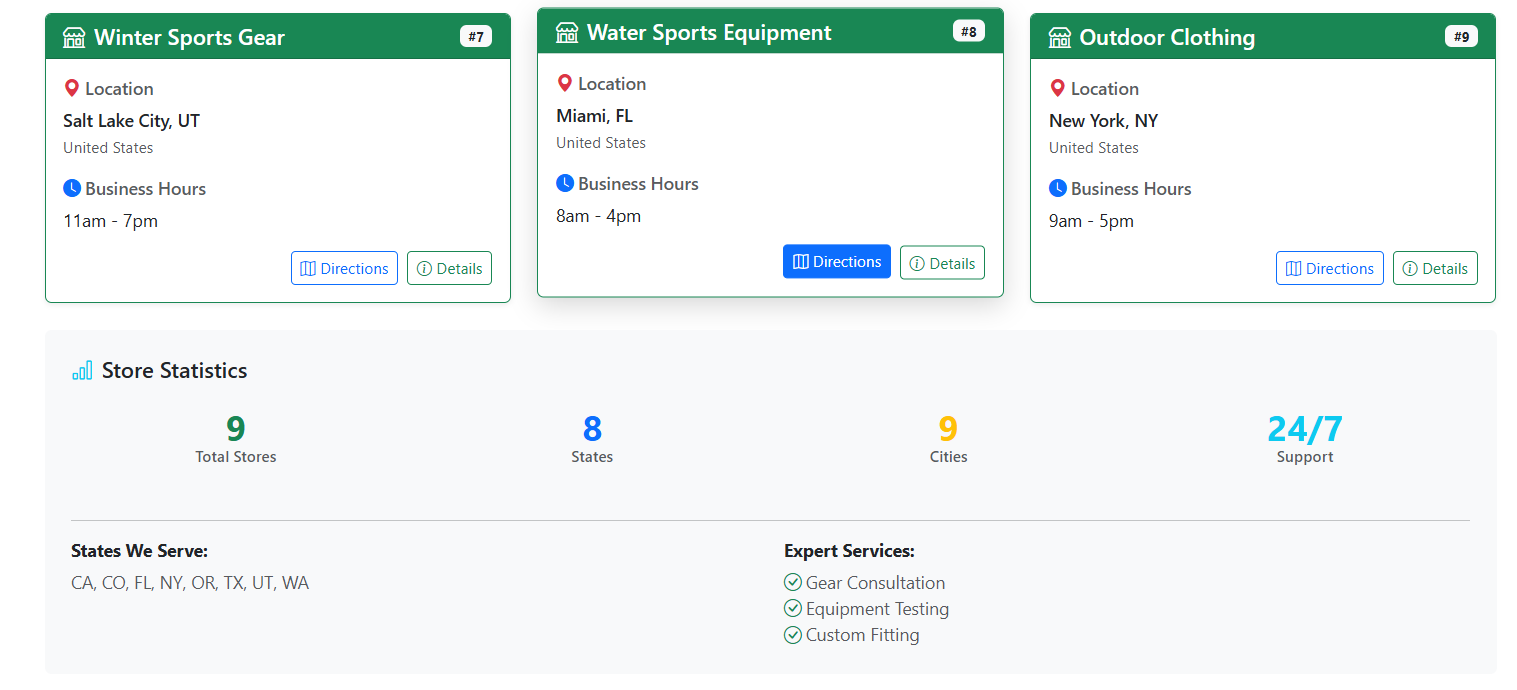 Winter Sports Gear #7
Location
Salt Lake City, UT
United States
Business Hours
11am - 7pm
Directions Details
Water Sports Equipment #8
Location
Miami, FL
United States
Business Hours
8am - 4pm
Directions Details
Outdoor Clothing #9
Location
New York, NY
United States
Business Hours
9am - 5pm
Directions Details
Store Statistics
9
Total Stores
8
States
9
Cities
24/7
Support
States We Serve:
CA, CO, FL, NY, OR, TX, UT, WA
Expert Services:
Gear Consultation
Equipment Testing
Custom Fitting